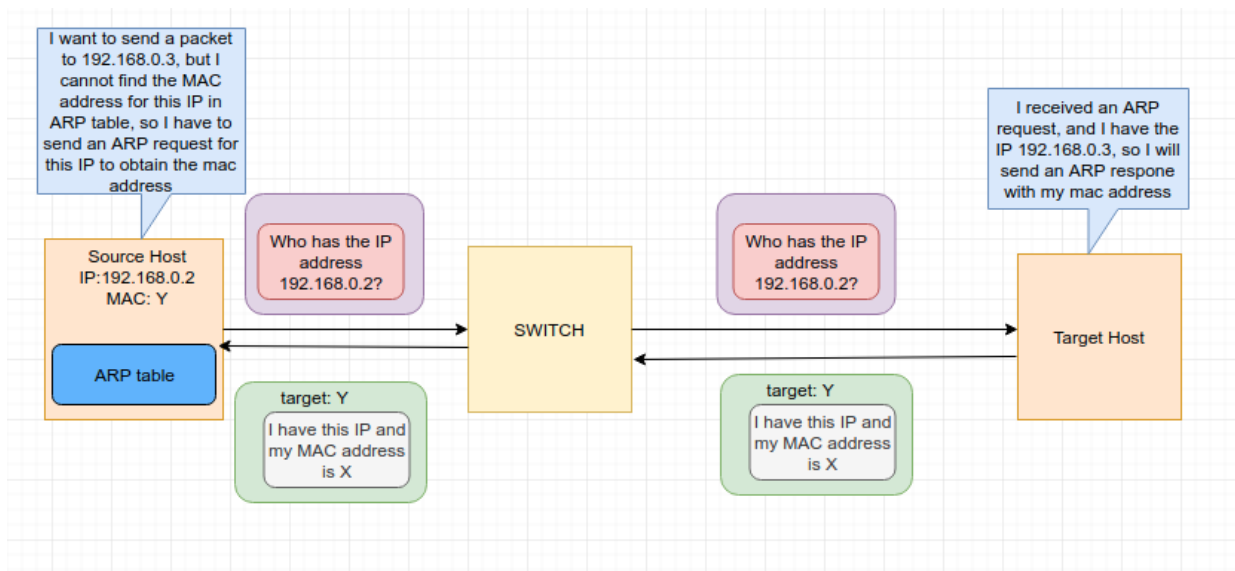 I want to send a packet
to 192.168.0.3, but I
cannot find the MAC
address for this IP in
ARP table, so I have to
send an ARP request for
this IP to obtain the mac
address
I received an ARP
request, and I have the
IP 192.168.0.3, so I will
send an ARP respone
with my mac address
Source Host
IP:192.168.0.2
MAC: Y
ARP table
Who has the IP
address
192.168.0.2?
SWITCH
Who has the IP
address
192.168.0.2?
Target Host
target: Y
I have this IP and
my MAC address
is X
target: Y
I have this IP and
my MAC address
is X